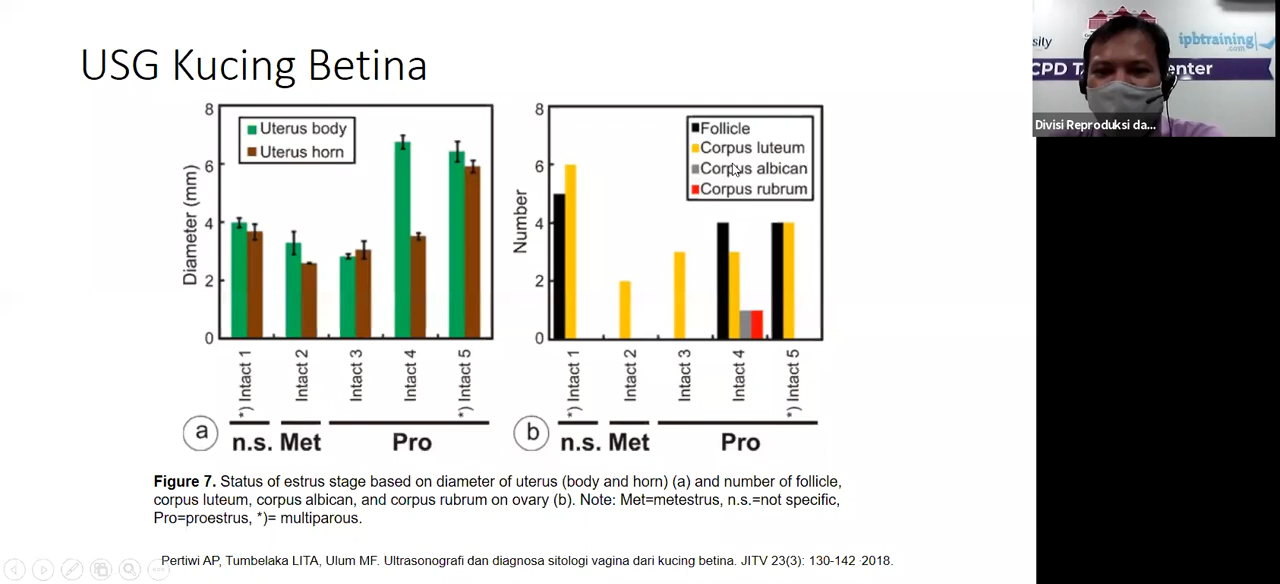 USG Kucing Betina
8
6
4
2
0
Diameter (mm)
Uterus body
Uterus horn
*) Intact 1
Intact 2
Intact 3
Intact 4
*) Intact 5
a
n.s. Met
Pro
8
6
4
2
0
Number
Follicle
Corpus luteum
Corpus albican
Corpus rubrum
*) Intact 1
Intact 2
Intact 3
Intact 4
*) Intact 5
b
n.s. Met
Pro
Figure 7. Status of estrus stage based on diameter of uterus (body and horn) (a) and number of follicle,
corpus luteum, corpus albican, and corpus rubrum on ovary (b). Note: Met=metestrus, n.s.=not specific,
Pro=proestrus, *)= multiparous.
Pertiwi AP, Tumbelaka LITA, Ulum MF. Ultrasonografi dan diagnosa sitologi vagina dari kucing betina. JITV 23(3): 130-142 2018.
sity
ipbtraining
.com
CPD T
enter
Divisi Reproduksi da...